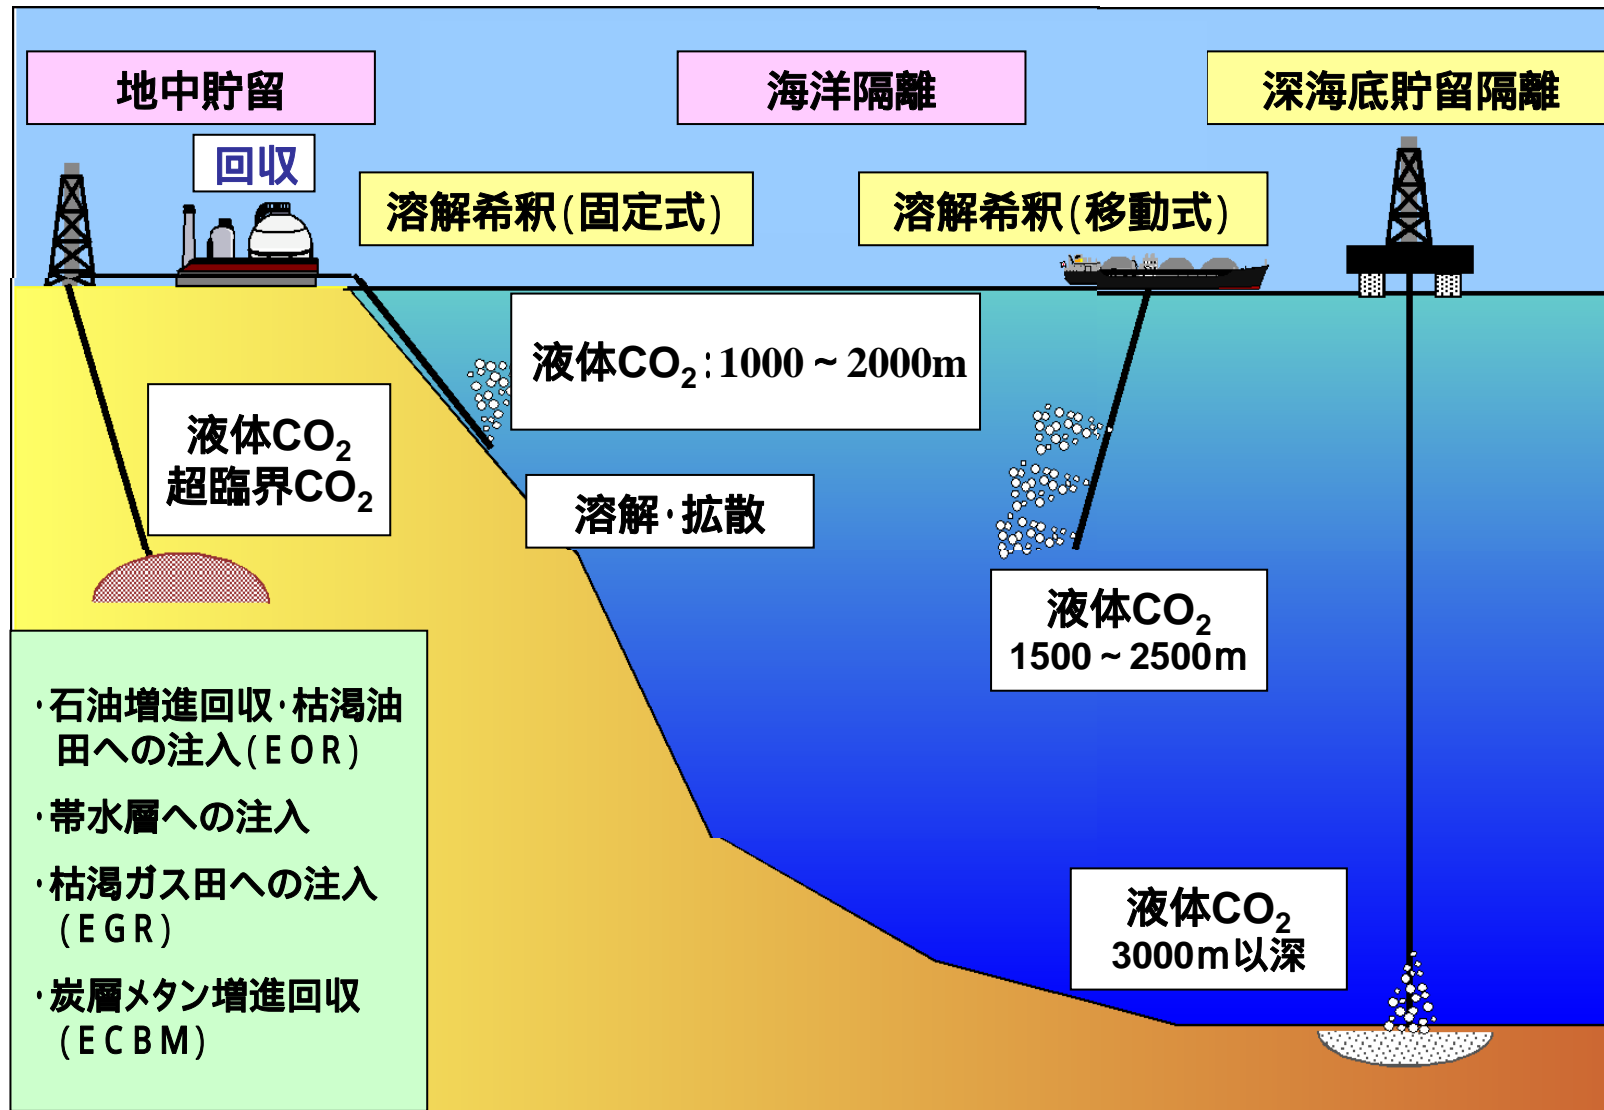 地中貯留
海洋隔離
深海底貯留隔離
回収
溶解希釈(固定式)
溶解希釈(移動式)
液体CO₂:1000~2000m
液体CO₂
超臨界CO₂
溶解・拡散
液体CO₂
1500~2500m
・石油増進回収・枯渇油
田への注入(EOR)
・帯水層への注入
・枯渇ガス田への注入
(EGR)
・炭層メタン増進回収
(ECBM)
液体CO₂
3000m以深